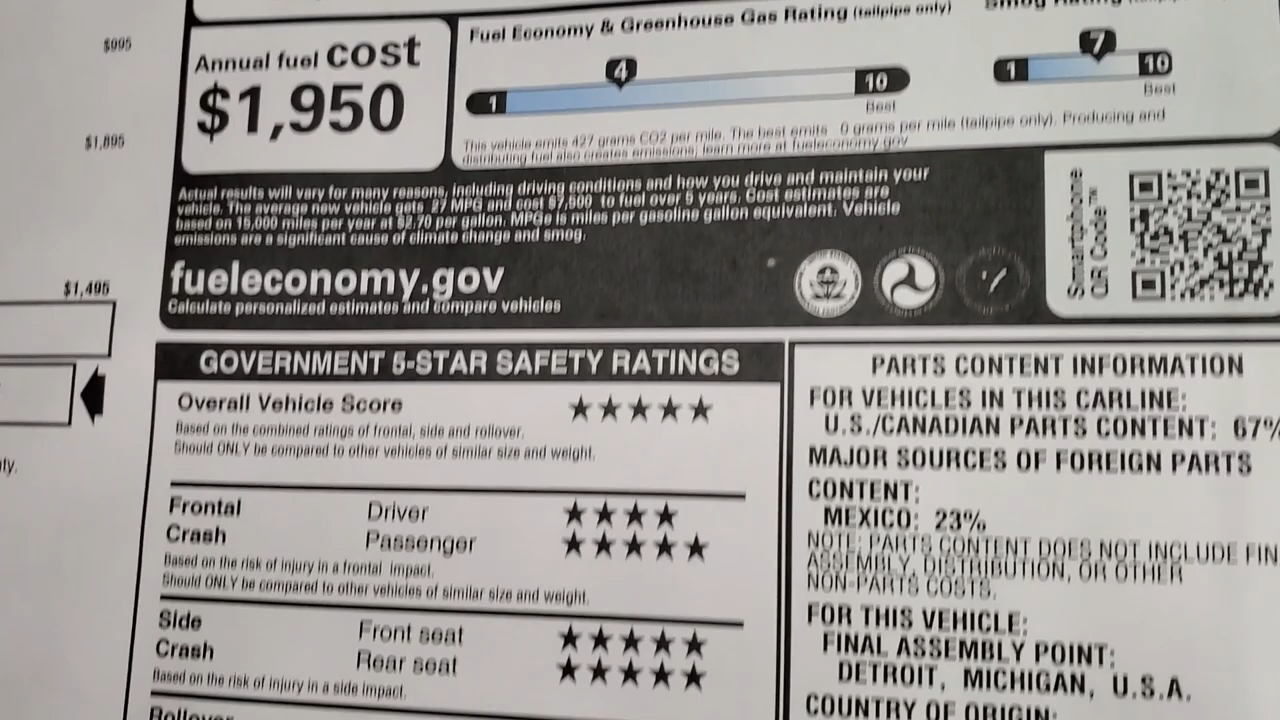 $995
$1,895
$1,495
ty.
Annual fuel cost
$1,950
Fuel Economy & Greenhouse Gas Rating (tailpipe only)
4
1
10
Best
Smog Rating
7
1
10
Best
This vehicle emits 427 grams CO2 per mile. The best emits 0 grams per mile (tailpipe only). Producing and
distributing fuel also creates emissions; learn more at fueleconomy.gov
Actual results will vary for many reasons, including driving conditions and how you drive and maintain your
vehicle. The average new vehicle gets 27 MPG and cost $7,500 to fuel over 5 years. Cost estimates are
based on 15,000 miles per year at $2.70 per gallon. MPGe is miles per gasoline gallon equivalent. Vehicle
emissions are a significant cause of climate change and smog.
fueleconomy.gov
Calculate personalized estimates and compare vehicles
Smartphone
QR Code™
GOVERNMENT 5-STAR SAFETY RATINGS
Overall Vehicle Score ★★★★★
Based on the combined ratings of frontal, side and rollover.
Should ONLY be compared to other vehicles of similar size and weight.
Frontal Driver ★★★★
Crash Passenger ★★★★★
Based on the risk of injury in a frontal impact.
Should ONLY be compared to other vehicles of similar size and weight.
Side Front seat ★★★★★
Crash Rear seat ★★★★★
Based on the risk of injury in a side impact.
Rollover
PARTS CONTENT INFORMATION
FOR VEHICLES IN THIS CARLINE:
U.S./CANADIAN PARTS CONTENT: 67%
MAJOR SOURCES OF FOREIGN PARTS
CONTENT:
MEXICO: 23%
NOTE: PARTS CONTENT DOES NOT INCLUDE FIN
ASSEMBLY, DISTRIBUTION, OR OTHER
NON-PARTS COSTS.
FOR THIS VEHICLE:
FINAL ASSEMBLY POINT:
DETROIT, MICHIGAN, U.S.A.
COUNTRY OF ORIGIN: